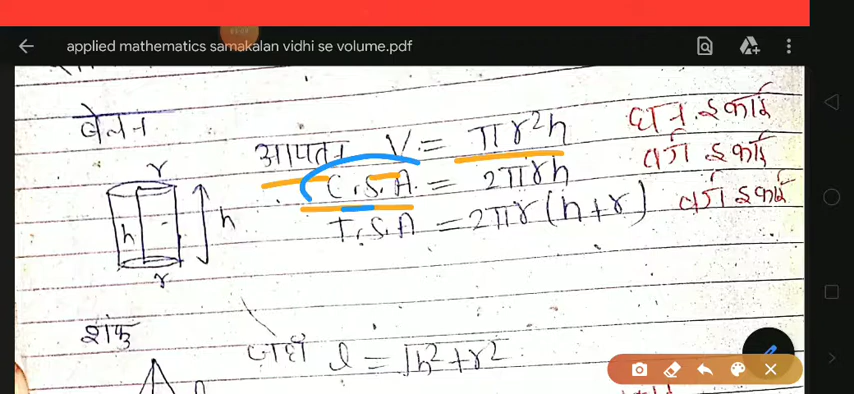 applied mathematics samakalan vidhi se volume.pdf
बेलन
आयतन V = πr²h घन इकाई
C.S.A. = 2πrh वर्ग इकाई
T.S.A = 2πr(h+r) वर्ग इकाई
r
h h
r
शंकु
जहाँ l = √h²+r²